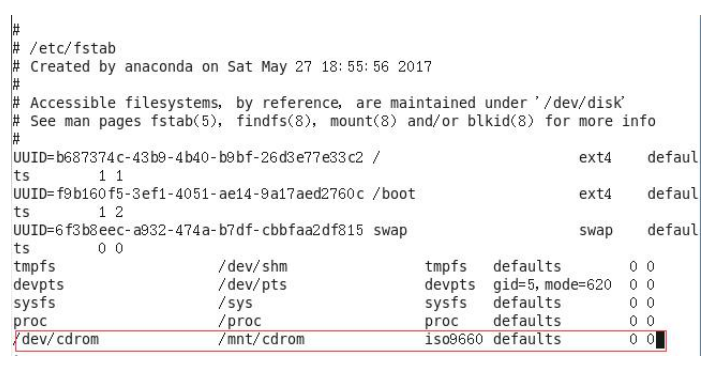 #
# /etc/fstab
# Created by anaconda on Sat May 27 18:55:56 2017
#
# Accessible filesystems, by reference, are maintained under '/dev/disk'
# See man pages fstab(5), findfs(8), mount(8) and/or blkid(8) for more info
#
UUID=b687374c-43b9-4b40-b9bf-26d3e77e33c2 / ext4 defaul
ts 1 1
UUID=f9b160f5-3ef1-4051-ae14-9a17aed2760c /boot ext4 defaul
ts 1 2
UUID=6f3b8eec-a932-474a-b7df-cbbfaa2df815 swap swap defaul
ts 0 0
tmpfs /dev/shm tmpfs defaults 0 0
devpts /dev/pts devpts gid=5,mode=620 0 0
sysfs /sys sysfs defaults 0 0
proc /proc proc defaults 0 0
/dev/cdrom /mnt/cdrom iso9660 defaults 0 0